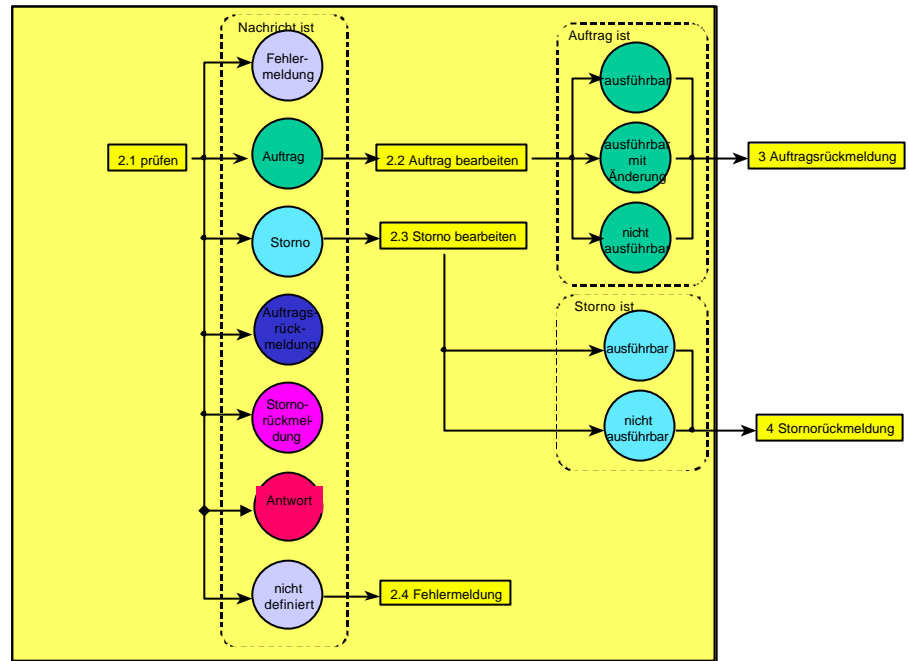 Nachricht ist
Fehler-
meldung
2.1 prüfen
Auftrag
Storno
Auftrags-
rück-
meldung
Storno-
rückmel-
dung
Antwort
nicht
definiert
2.2 Auftrag bearbeiten
2.3 Storno bearbeiten
2.4 Fehlermeldung
Auftrag ist
ausführbar
ausführbar
mit
Änderung
nicht
ausführbar
3 Auftragsrückmeldung
Storno ist
ausführbar
nicht
ausführbar
4 Stornorückmeldung